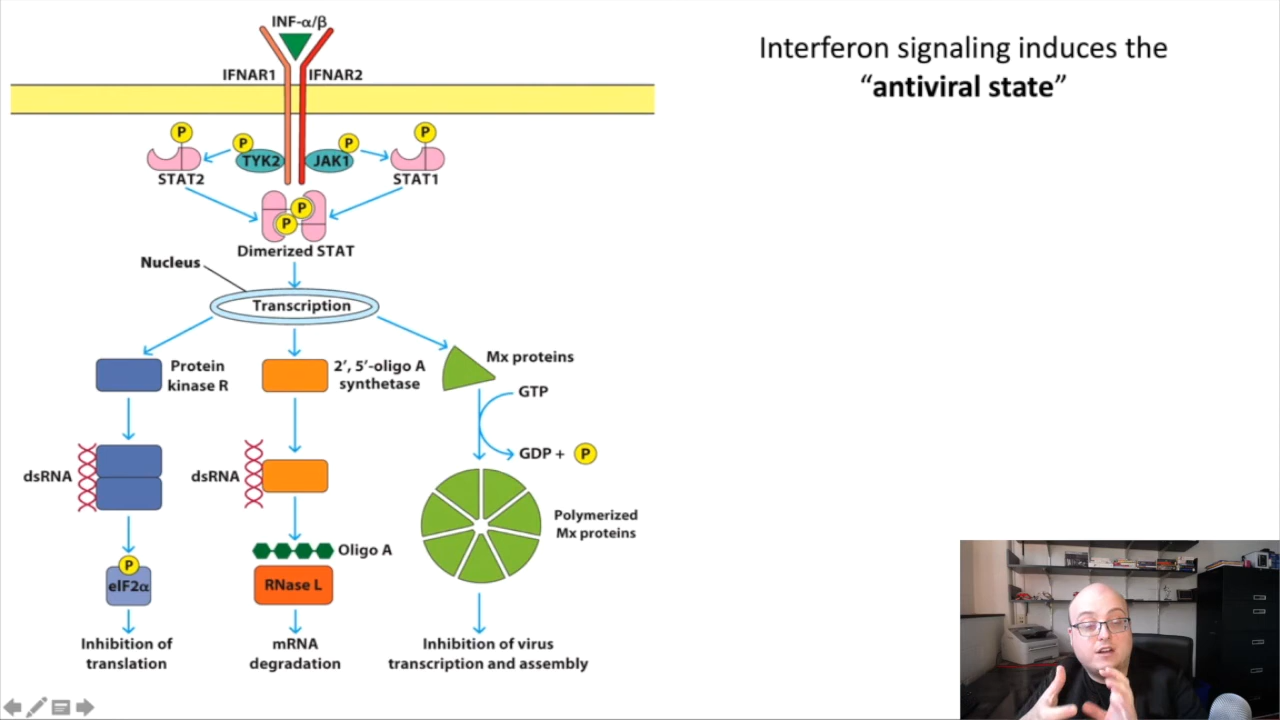 INF-α/β
IFNAR1
IFNAR2
Interferon signaling induces the
“antiviral state”
P
P
P
P
TYK2
JAK1
STAT2
STAT1
P
P
Dimerized STAT
Nucleus
Transcription
Protein
kinase R
2’, 5’-oligo A
synthetase
Mx proteins
GTP
GDP + P
dsRNA
dsRNA
Polymerized
Mx proteins
P
eIF2α
Oligo A
RNase L
Inhibition of
translation
mRNA
degradation
Inhibition of virus
transcription and assembly